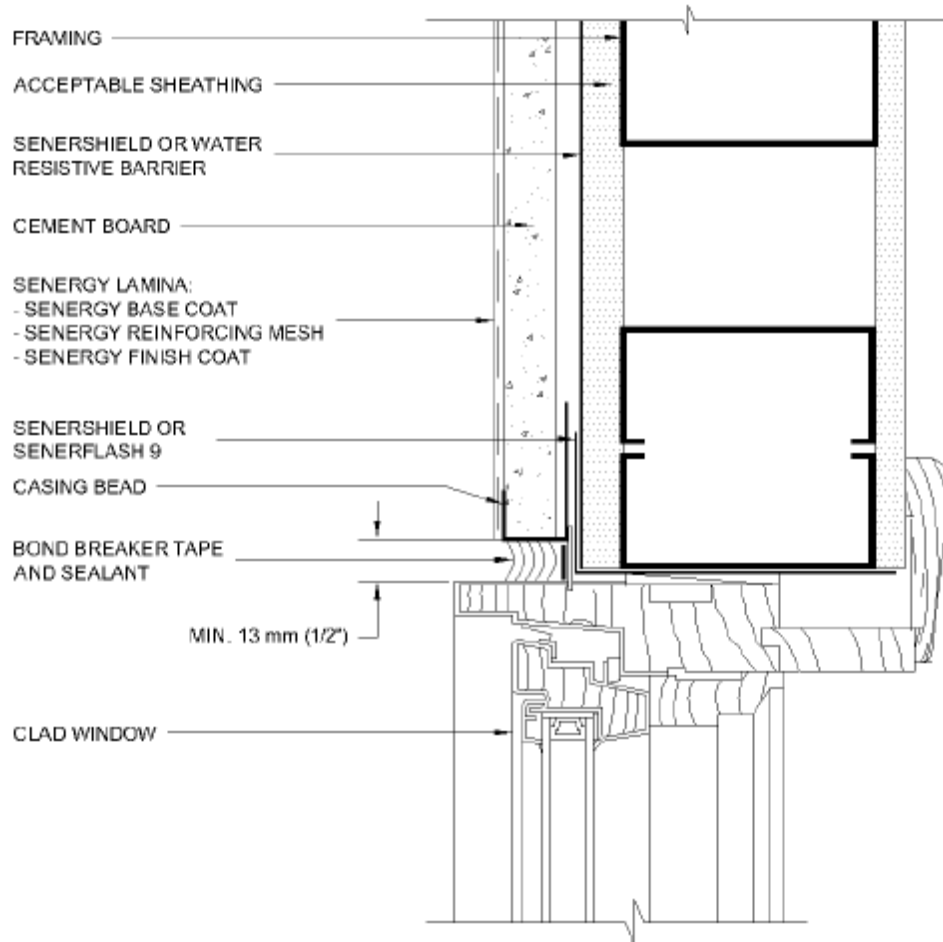 FRAMING
ACCEPTABLE SHEATHING
SENERSHIELD OR WATER
RESISTIVE BARRIER
CEMENT BOARD
SENERGY LAMINA:
- SENERGY BASE COAT
- SENERGY REINFORCING MESH
- SENERGY FINISH COAT
SENERSHIELD OR
SENERFLASH 9
CASING BEAD
BOND BREAKER TAPE
AND SEALANT
MIN. 13 mm (1/2")
CLAD WINDOW